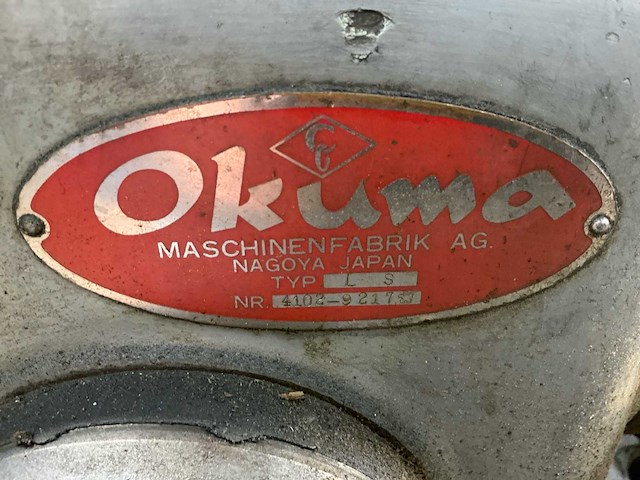 Okuma
MASCHINENFABRIK AG.
NAGOYA JAPAN
TYP L S
NR.